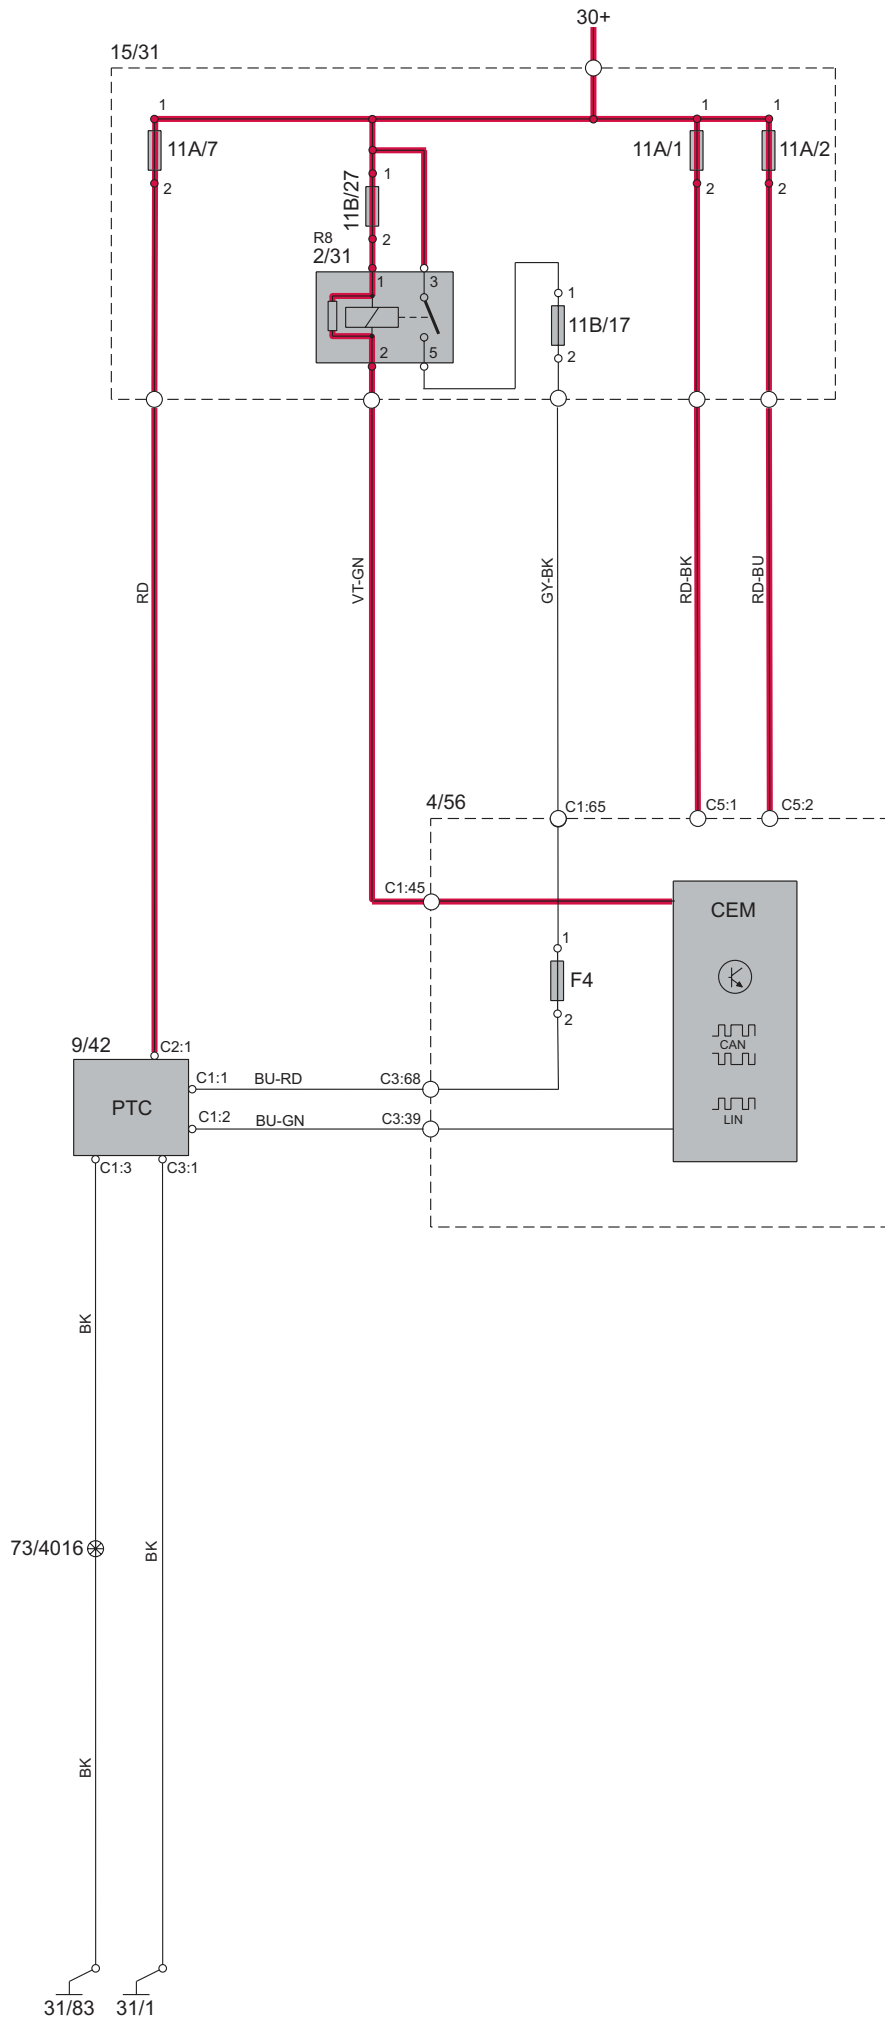 30+
15/31
1
1
1
11A/7
11A/1
11A/2
2
2
2
1
11B/27
2
R8
2/31
1
3
2
5
1
11B/17
2
RD
VT-GN
GY-BK
RD-BK
RD-BU
4/56
C1:65
C5:1
C5:2
C1:45
CEM
1
F4
2
CAN
LIN
9/42
C2:1
PTC
C1:1
BU-RD
C3:68
C1:2
BU-GN
C3:39
C1:3
C3:1
BK
73/4016
BK
BK
31/83
31/1